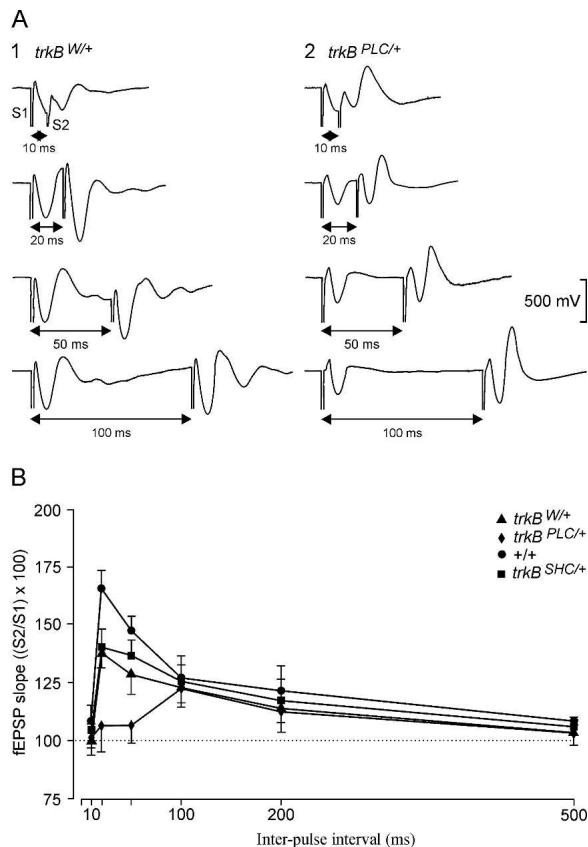 A
1 trkB W/+
2 trkB PLC/+
S1
S2
10 ms
10 ms
20 ms
20 ms
50 ms
50 ms
500 mV
100 ms
100 ms
B
fEPSP slope ((S2/S1) x 100)
200
175
150
125
100
75
trkB W/+
trkB PLC/+
+/+
trkB SHC/+
10
100
200
500
Inter-pulse interval (ms)